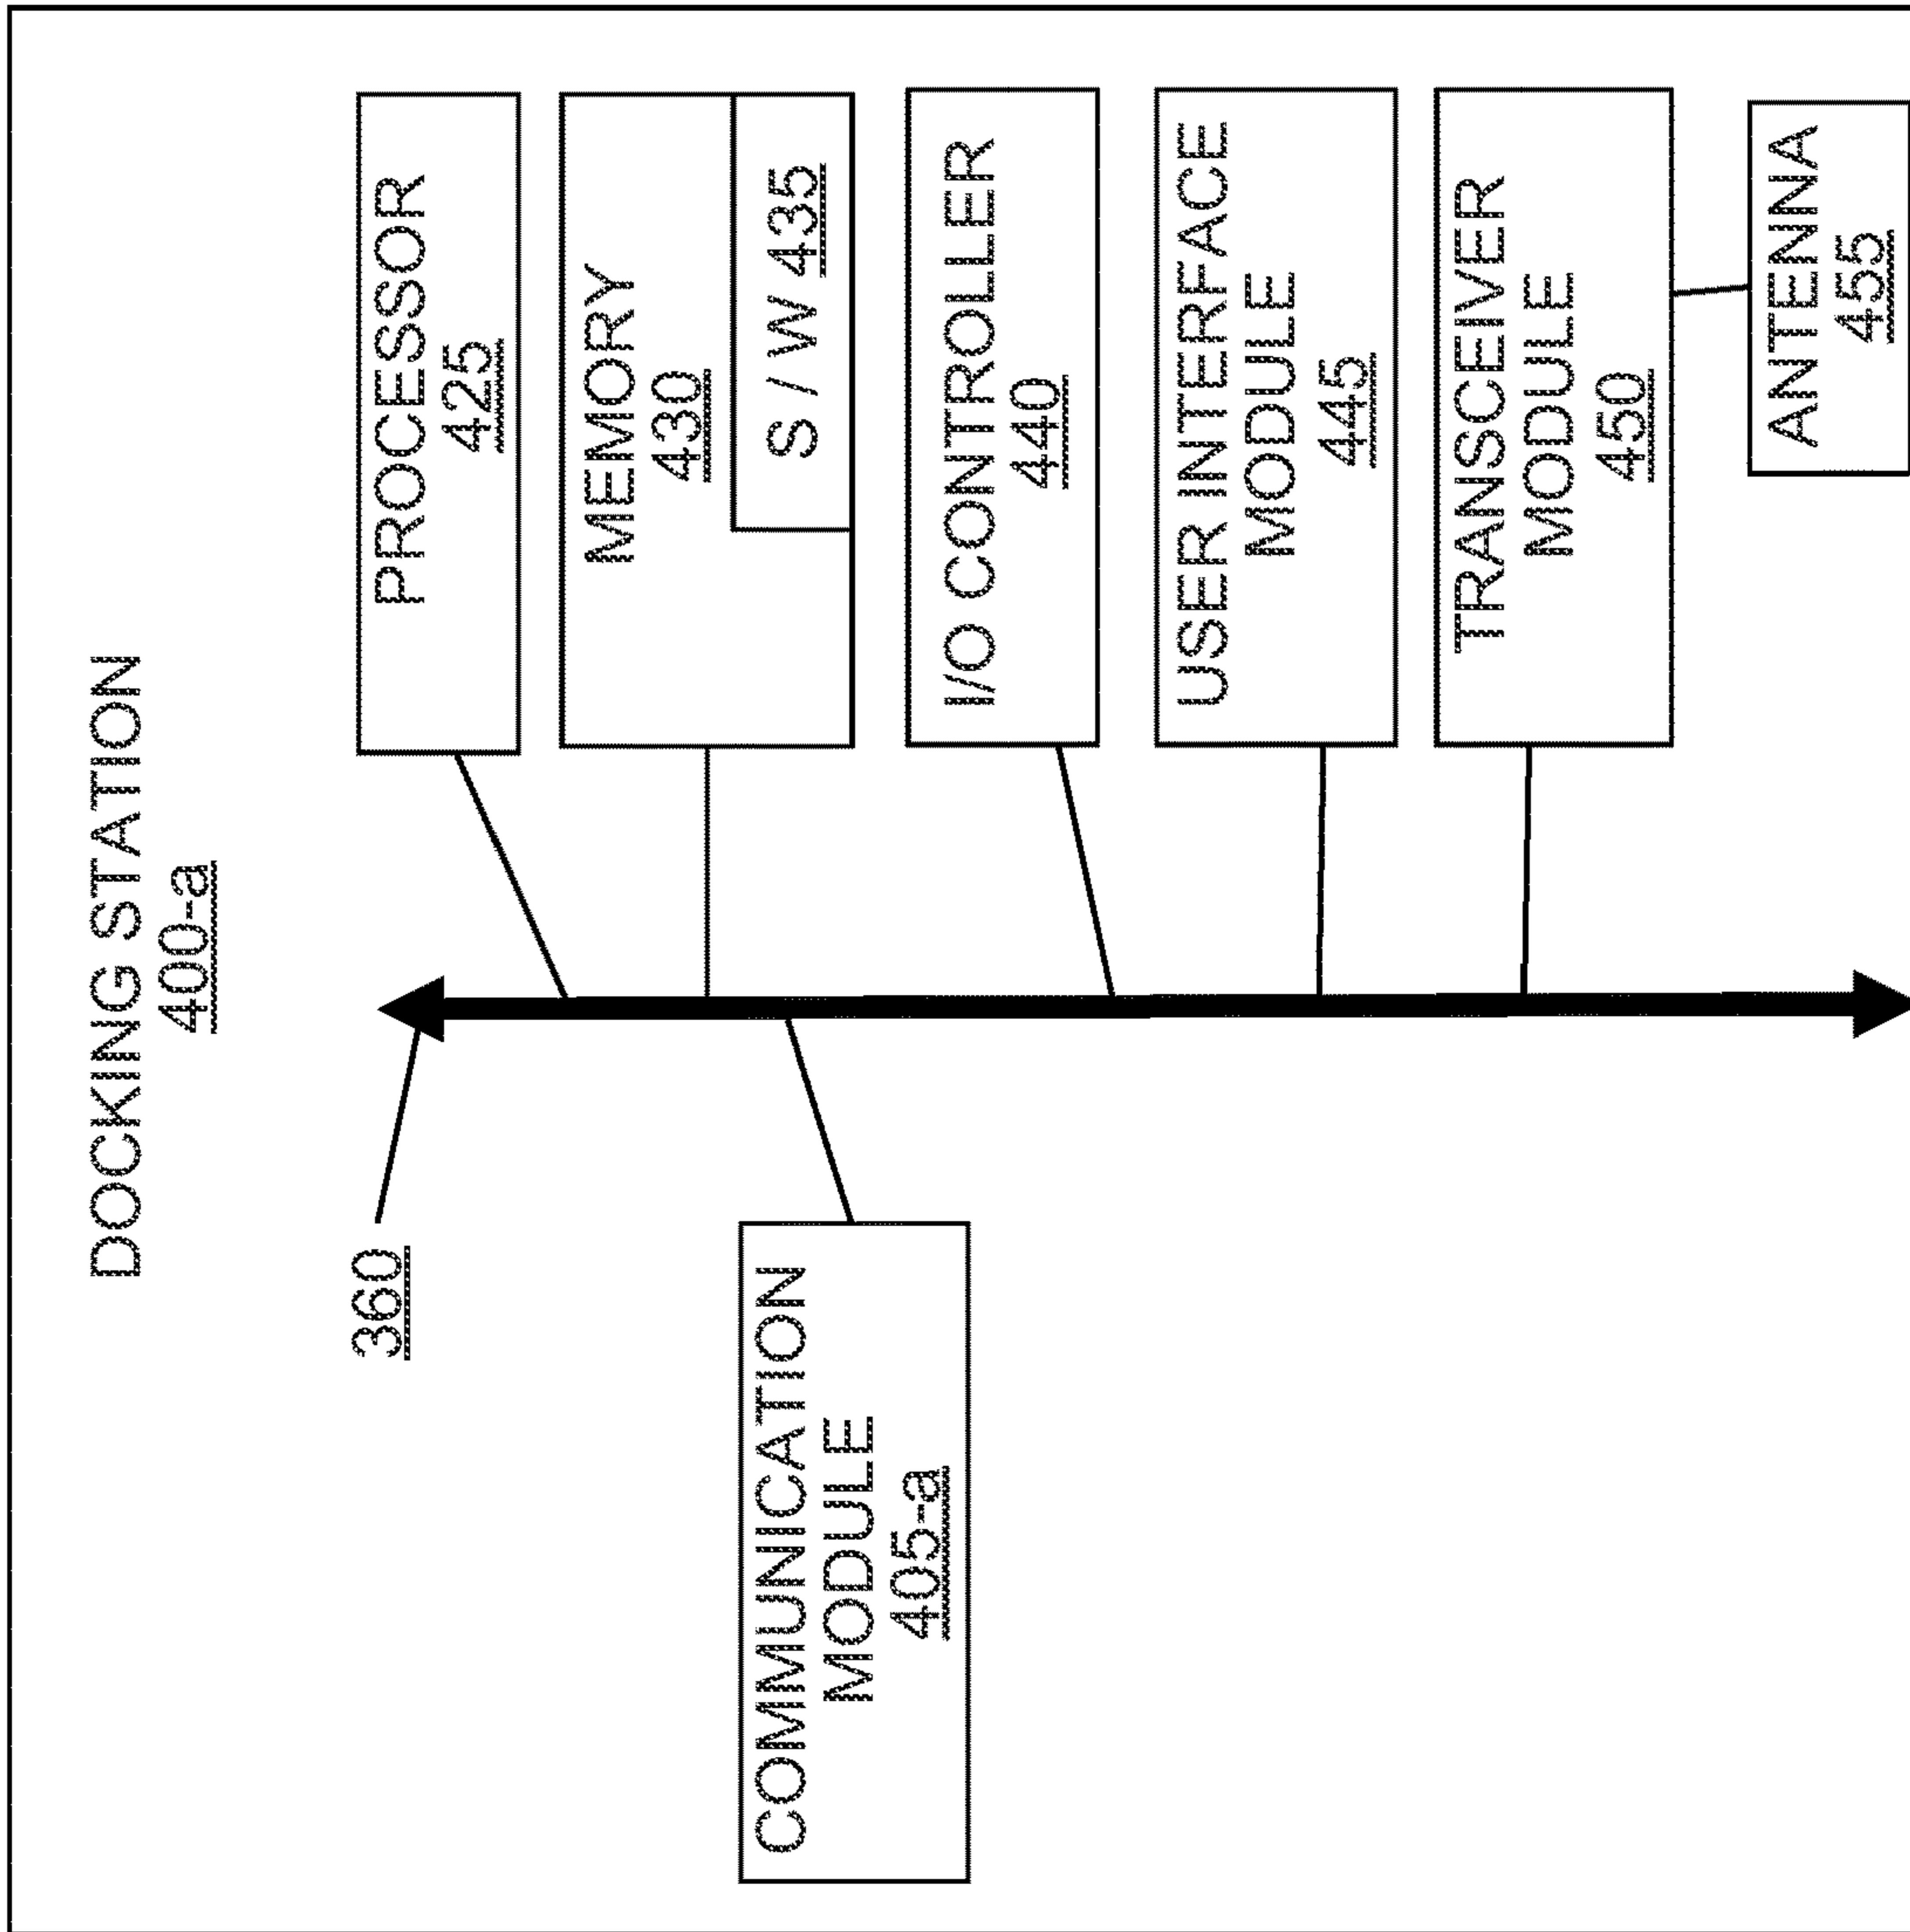 DOCKING STATION
400-a
360
COMMUNICATION
MODULE
405-a
PROCESSOR
425
MEMORY
430
S / W 435
I/O CONTROLLER
440
USER INTERFACE
MODULE
445
TRANSCEIVER
MODULE
450
ANTENNA
455